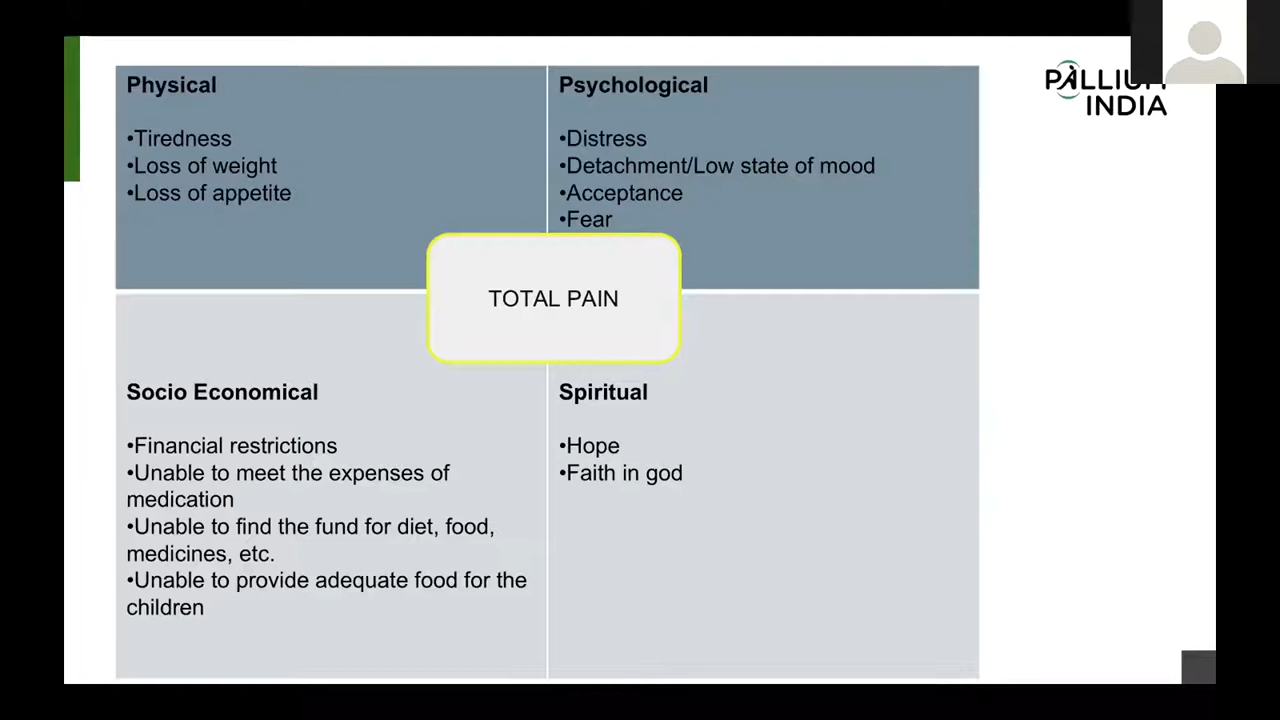 Physical
•Tiredness
•Loss of weight
•Loss of appetite
Psychological
•Distress
•Detachment/Low state of mood
•Acceptance
•Fear
TOTAL PAIN
Socio Economical
•Financial restrictions
•Unable to meet the expenses of
medication
•Unable to find the fund for diet, food,
medicines, etc.
•Unable to provide adequate food for the
children
Spiritual
•Hope
•Faith in god
PALLIUM
INDIA